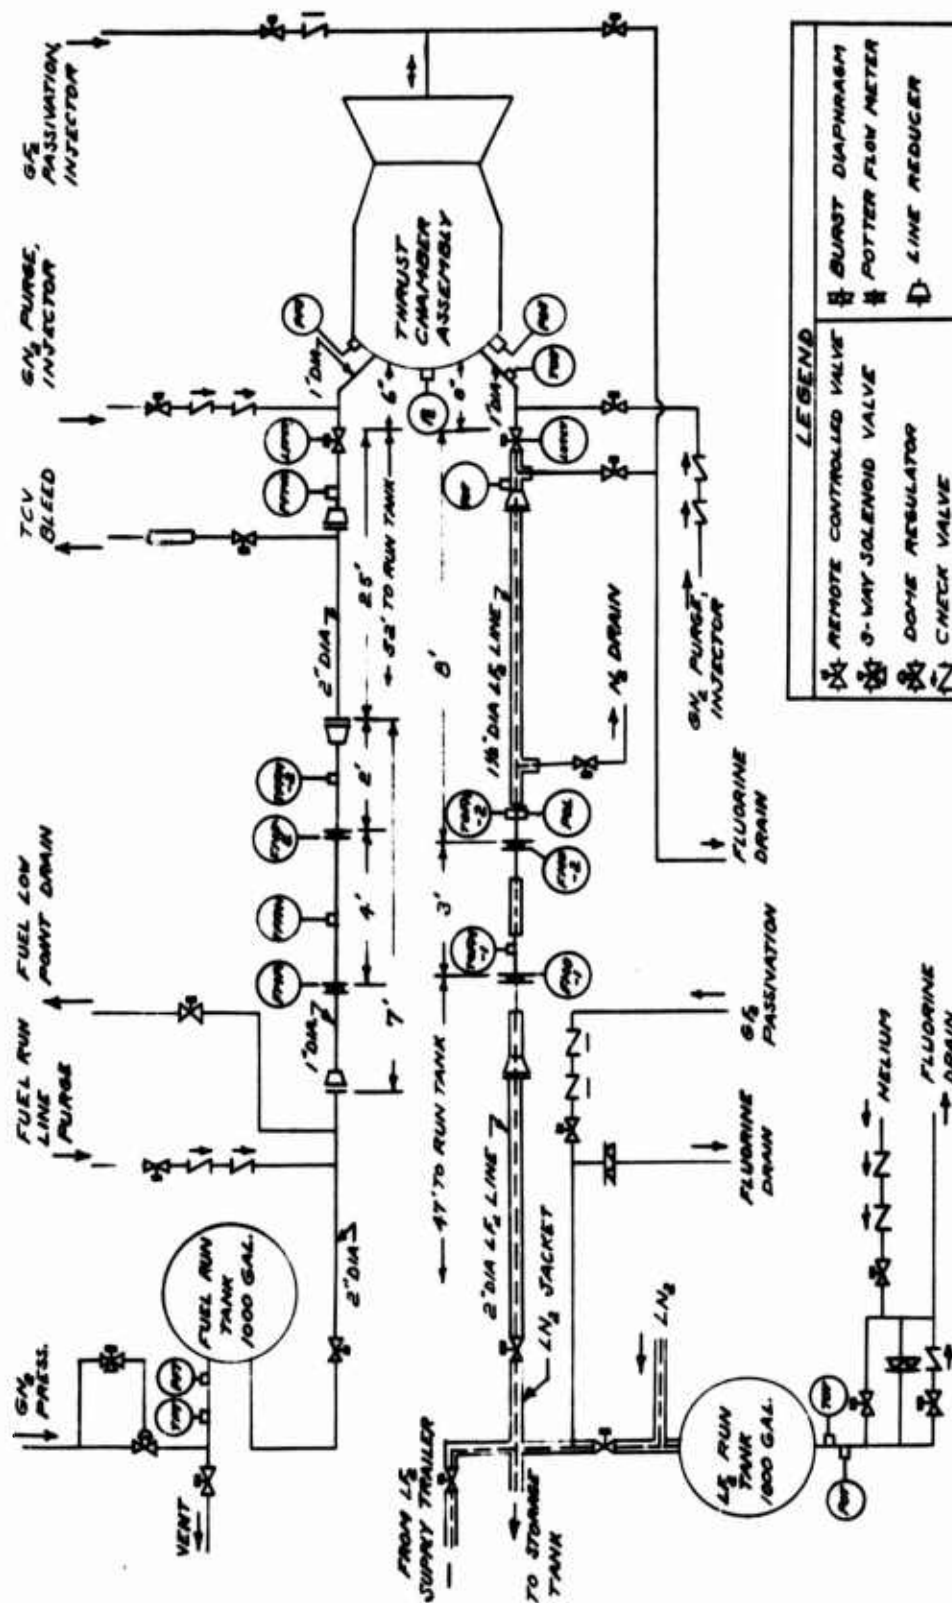 GF2
PASSIVATION,
INJECTOR
GN2 PURGE,
INJECTOR
TCV
BLEED
FUEL LOW
POINT DRAIN
FUEL RUN
LINE
PURGE
GN2
PRESS.
VENT
FUEL RUN
TANK
1000 GAL.
2" DIA
1" DIA
7'
4'
2'
2" DIA
25'
32' TO RUN TANK
1" DIA
6"
THRUST
CHAMBER
ASSEMBLY
8"
1" DIA
8'
3'
47' TO RUN TANK
1½" DIA LF2 LINE
2" DIA LF2 LINE
LN2 JACKET
FROM LF2
SUPPLY TRAILER
TO STORAGE
TANK
LN2
LF2 RUN
TANK
1000 GAL.
N2 DRAIN
GN2 PURGE,
INJECTOR
FLUORINE
DRAIN
GF2
PASSIVATION
FLUORINE
DRAIN
HELIUM
FLUORINE
DRAIN
LEGEND
REMOTE CONTROLLED VALVE
3-WAY SOLENOID VALVE
DOME REGULATOR
CHECK VALVE
BURST DIAPHRAGM
POTTER FLOW METER
LINE REDUCER